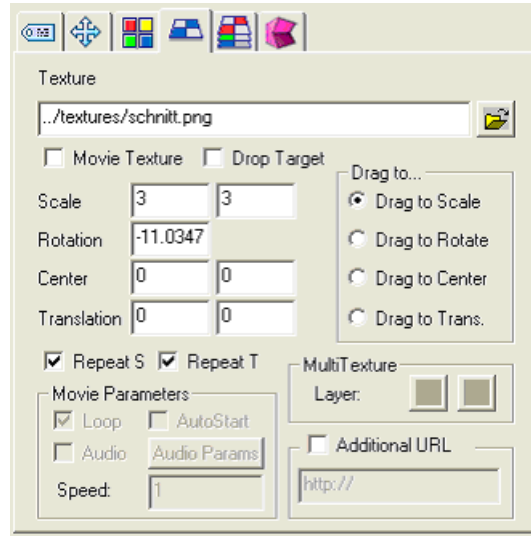 Texture
../textures/schnitt.png
Movie Texture Drop Target
Drag to...
Scale 3 3
Drag to Scale
Rotation -11.0347
Drag to Rotate
Center 0 0
Drag to Center
Translation 0 0
Drag to Trans.
Repeat S Repeat T
MultiTexture
Layer:
Movie Parameters
Loop AutoStart
Audio Audio Params
Speed: 1
Additional URL
http://